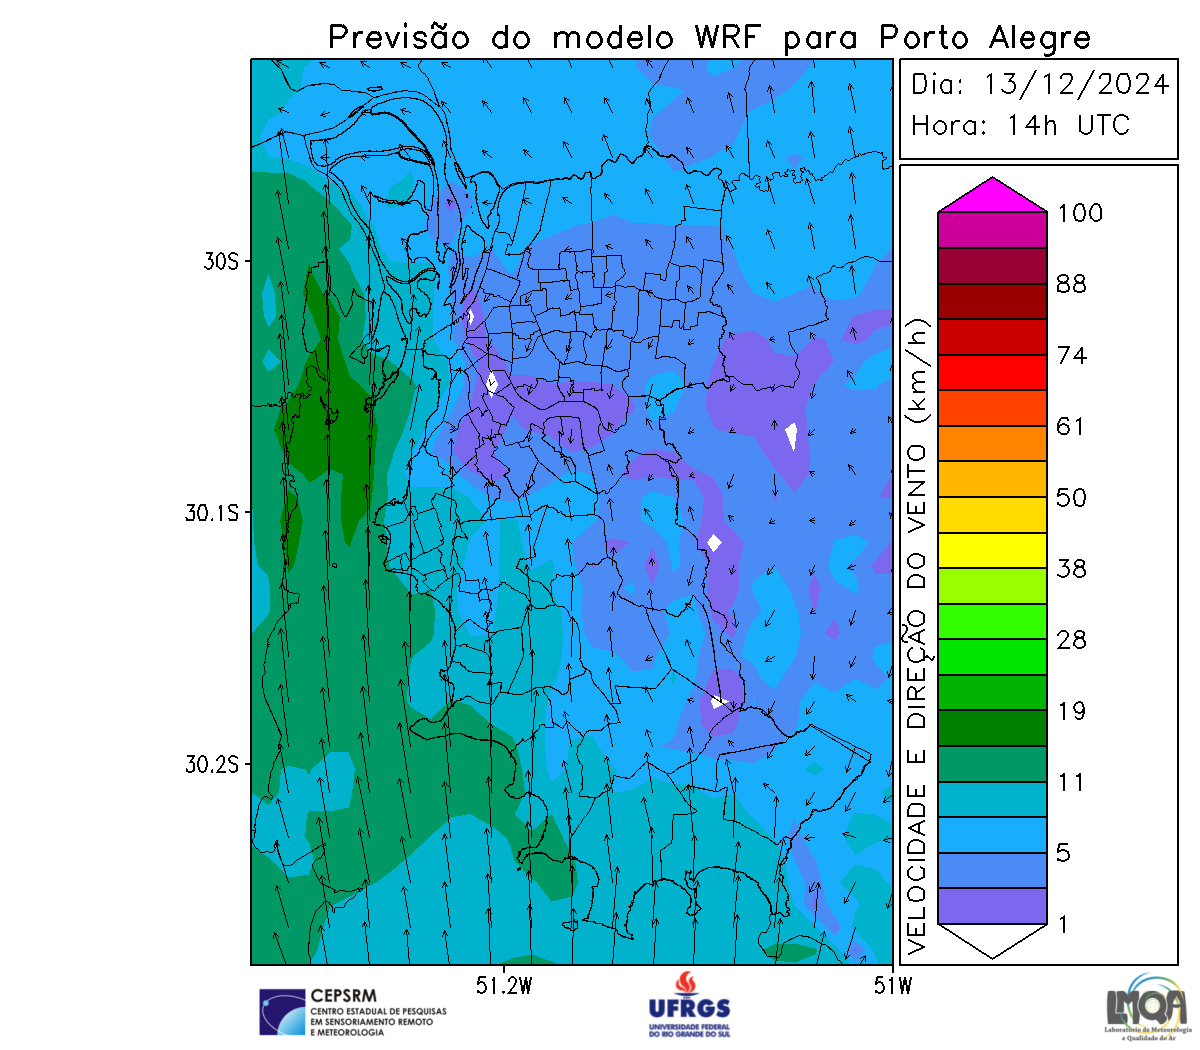 Previsão do modelo WRF para Porto Alegre
Dia: 13/12/2024
Hora: 14h UTC
30S
30.1S
30.2S
51.2W
51W
VELOCIDADE E DIREÇÃO DO VENTO (km/h)
100
88
74
61
50
38
28
19
11
5
1
CEPSRM
CENTRO ESTADUAL DE PESQUISAS
EM SENSORIAMENTO REMOTO
E METEOROLOGIA
UFRGS
UNIVERSIDADE FEDERAL
DO RIO GRANDE DO SUL
LMQA
Laboratório de Meteorologia
e Qualidade do Ar